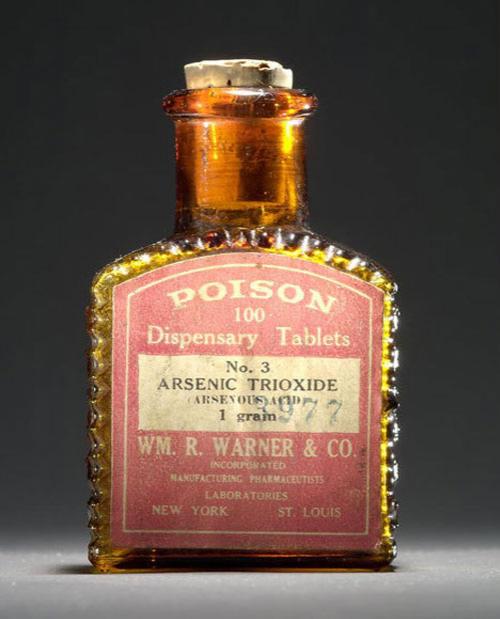 POISON
100
Dispensary Tablets
No. 3
ARSENIC TRIOXIDE
(ARSENOUS ACID)
1 grain
3977
WM. R. WARNER & CO.
INCORPORATED
MANUFACTURING PHARMACEUTISTS
LABORATORIES
NEW YORK ST. LOUIS